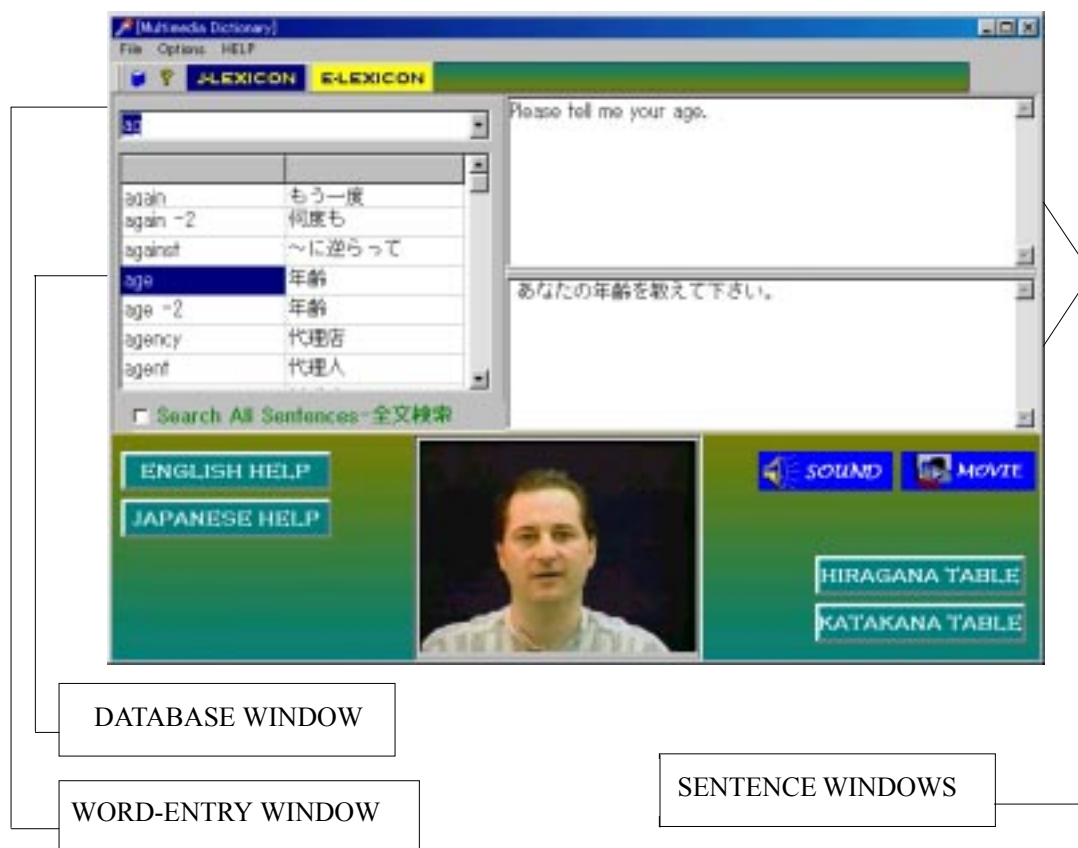 [Multimedia Dictionary]
File Options HELP
J-LEXICON E-LEXICON
ag
again もう一度
again -2 何度も
against ～に逆らって
age 年齢
age -2 年齢
agency 代理店
agent 代理人
Search All Sentences-全文検索
Please tell me your age.
あなたの年齢を教えて下さい。
ENGLISH HELP
JAPANESE HELP
SOUND MOVIE
HIRAGANA TABLE
KATAKANA TABLE
DATABASE WINDOW
WORD-ENTRY WINDOW
SENTENCE WINDOWS